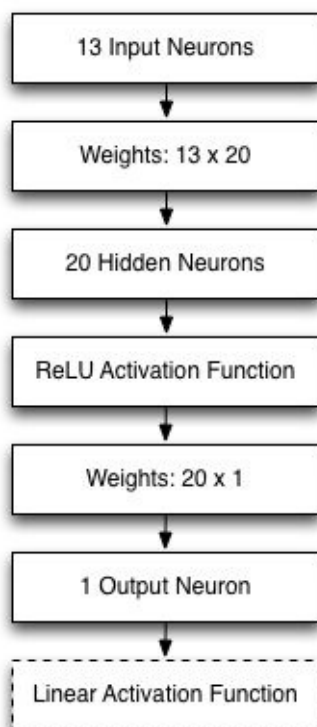 13 Input Neurons
Weights: 13 x 20
20 Hidden Neurons
ReLU Activation Function
Weights: 20 x 1
1 Output Neuron
Linear Activation Function